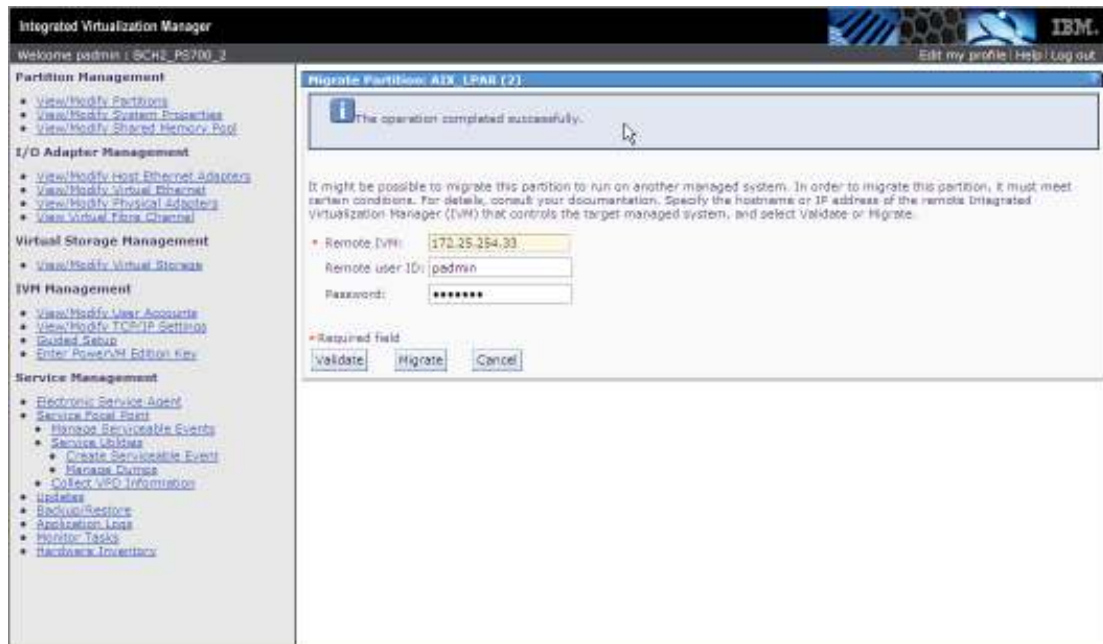 Integrated Virtualization Manager
IBM.
Welcome padmin : BCH2_PS700_2
Edit my profile | Help | Log out
Partition Management
View/Modify Partitions
View/Modify System Properties
View/Modify Shared Memory Pool
I/O Adapter Management
View/Modify Host Ethernet Adapters
View/Modify Virtual Ethernet
View/Modify Physical Adapters
View Virtual Fibre Channel
Virtual Storage Management
View/Modify Virtual Storage
IVM Management
View/Modify User Accounts
View/Modify TCP/IP Settings
Guided Setup
Enter PowerVM Edition Key
Service Management
Electronic Service Agent
Service Focal Point
Manage Serviceable Events
Service Utilities
Create Serviceable Event
Manage Dumps
Collect VPD Information
Updates
Backup/Restore
Application Logs
Monitor Tasks
Hardware Inventory
Migrate Partition: AIX_LPAR (2)
?
i
The operation completed successfully.
It might be possible to migrate this partition to run on another managed system. In order to migrate this partition, it must meet
certain conditions. For details, consult your documentation. Specify the hostname or IP address of the remote Integrated
Virtualization Manager (IVM) that controls the target managed system, and select Validate or Migrate.
* Remote IVM: 172.25.254.33
Remote user ID: padmin
Password: •••••••
*Required field
Validate Migrate Cancel